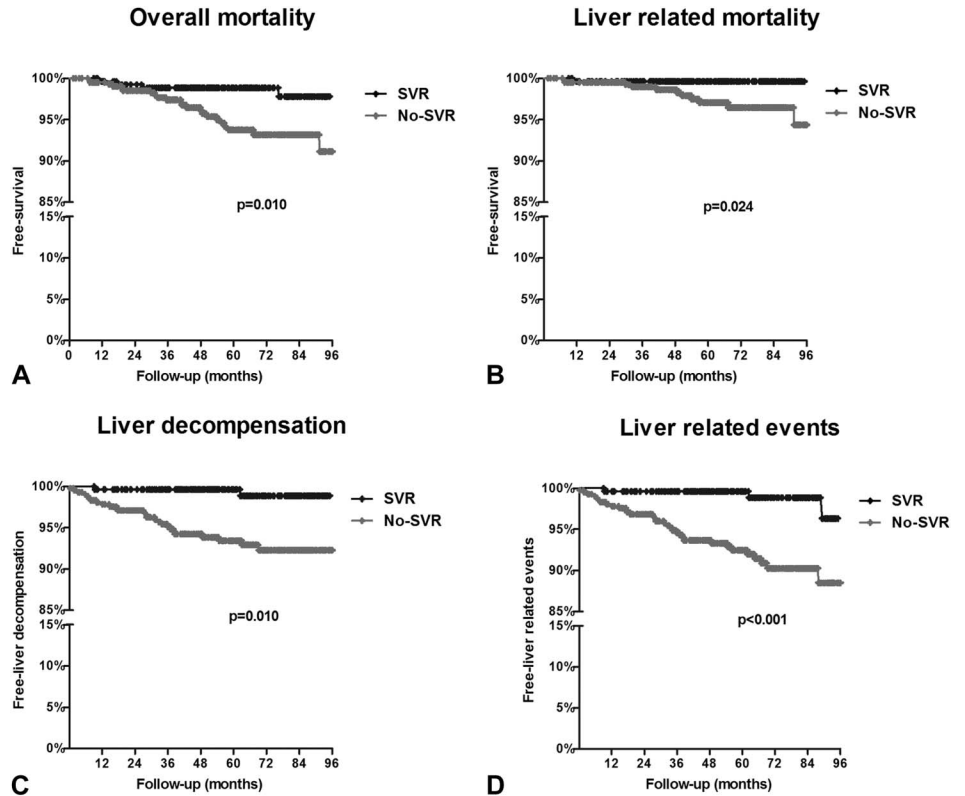 Overall mortality
100%
95%
90%
85%
15%
10%
5%
0%
0 12 24 36 48 60 72 84 96
Free-survival
Follow-up (months)
SVR
No-SVR
p=0.010
A
Liver related mortality
100%
95%
90%
85%
15%
10%
5%
0%
12 24 36 48 60 72 84 96
Free-survival
Follow-up (months)
SVR
No-SVR
p=0.024
B
Liver decompensation
100%
95%
90%
85%
15%
10%
5%
0%
12 24 36 48 60 72 84 96
Free-liver decompensation
Follow-up (months)
SVR
No-SVR
p=0.010
C
Liver related events
100%
95%
90%
85%
15%
10%
5%
0%
12 24 36 48 60 72 84 96
Free-liver related events
Follow-up (months)
SVR
No-SVR
p<0.001
D